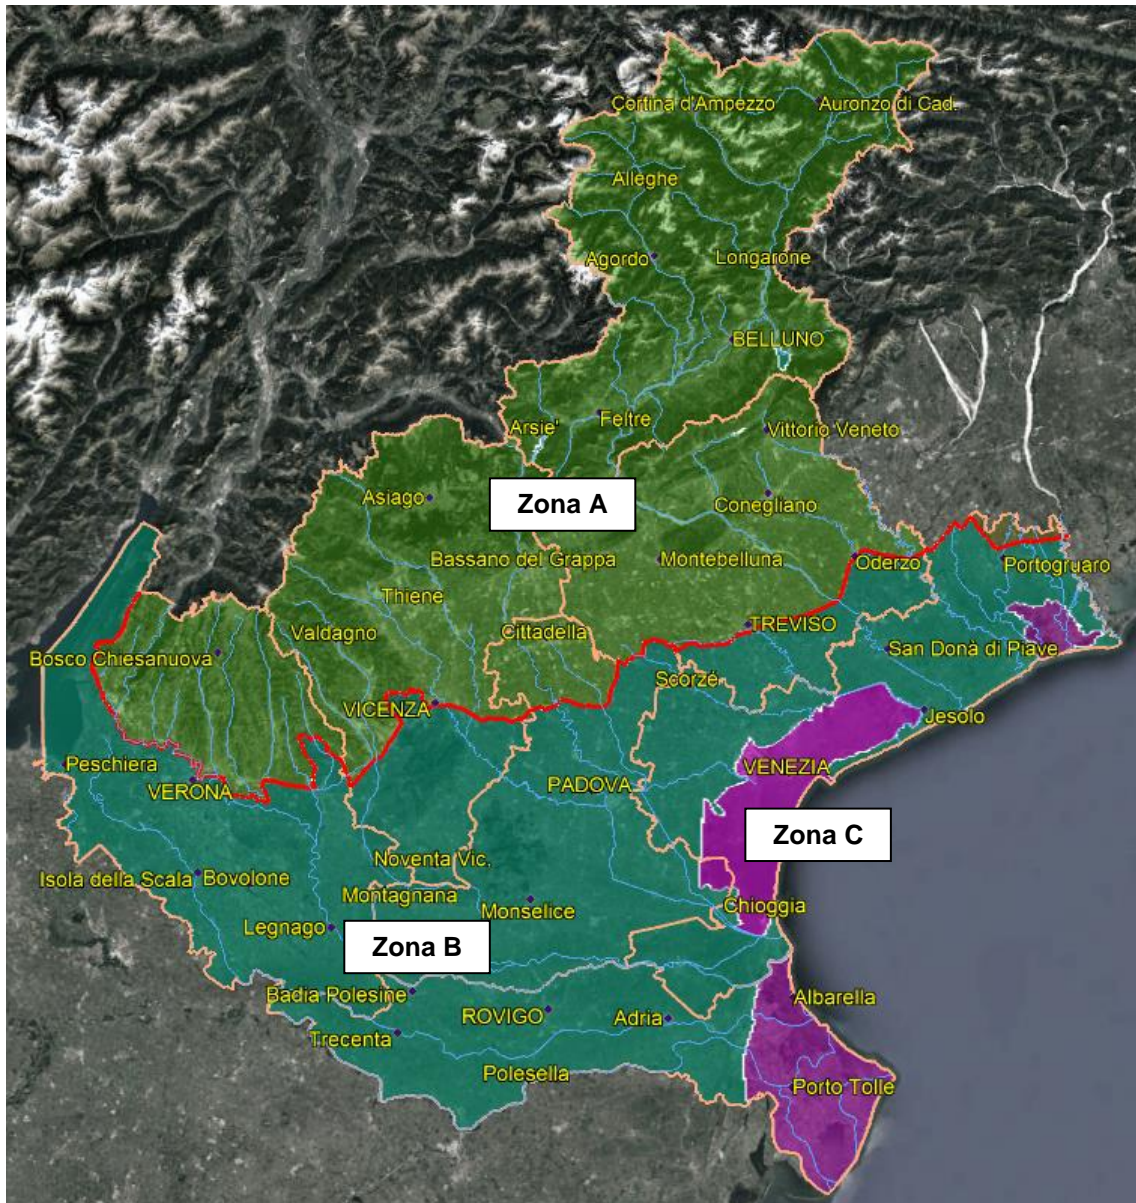 Cortina d'Ampezzo
Auronzo di Cad.
Alleghe
Agordo
Longarone
BELLUNO
Arsie'
Feltre
Vittorio Veneto
Asiago
Zona A
Conegliano
Bassano del Grappa
Montebelluna
Oderzo
Portogruaro
Thiene
Valdagno
Cittadella
TREVISO
Bosco Chiesanuova
Scorzé
San Donà di Piave
VICENZA
Jesolo
Peschiera
VERONA
PADOVA
VENEZIA
Zona C
Noventa Vic.
Isola della Scala
Bovolone
Montagnana
Monselice
Chioggia
Legnago
Zona B
Badia Polesine
ROVIGO
Adria
Albarella
Trecenta
Polesella
Porto Tolle